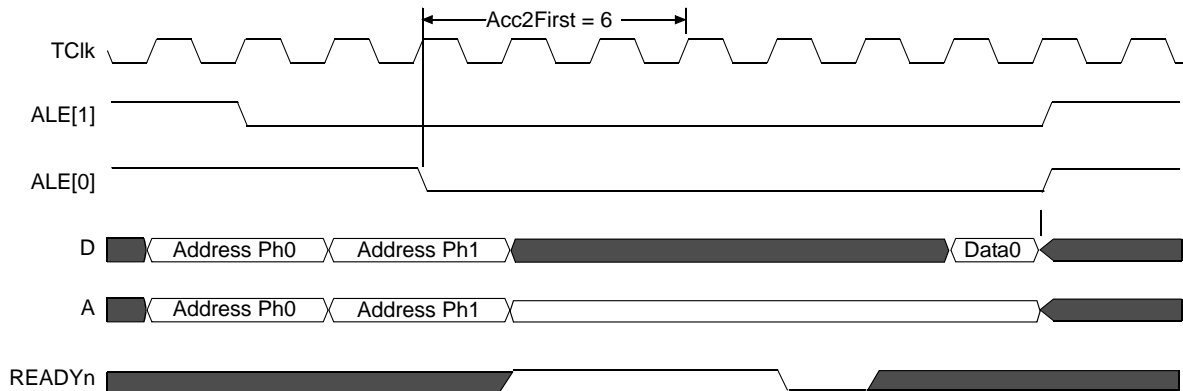 Acc2First = 6
TClk
ALE[1]
ALE[0]
D Address Ph0 Address Ph1 Data0
A Address Ph0 Address Ph1
READYn